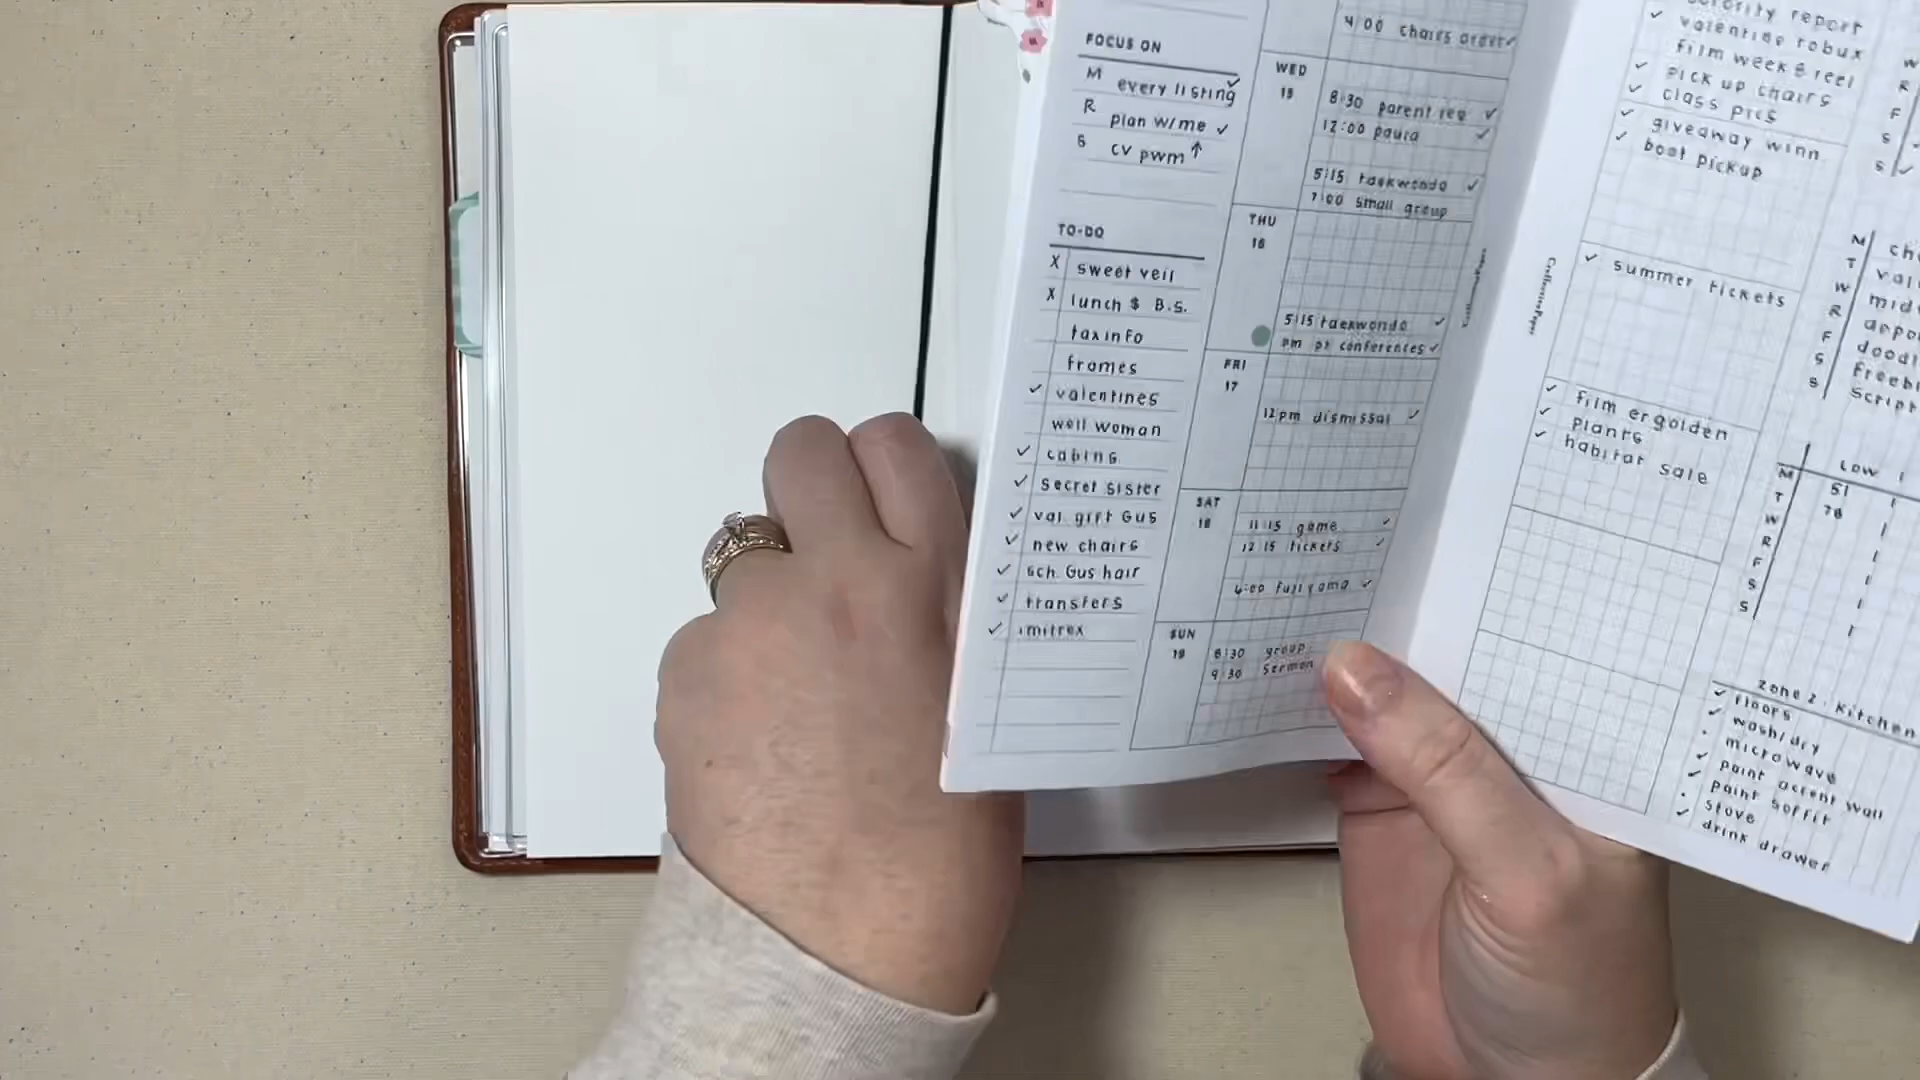 FOCUS ON
M every listing ✓
R plan w/me ✓
S cv pwm ↑
TO-DO
X sweet veil
X lunch $ B.S.
tax info
frames
✓ valentines
well woman
✓ cabins
✓ secret sister
✓ val. gift Gus
✓ new chairs
✓ sch. Gus hair
✓ transfers
✓ imitrex
4:00 chairs order ✓
WED
15
8:30 parent ✓
12:00 paula ✓
5:15 taekwondo ✓
7:00 small group
THU
16
5:15 taekwondo ✓
pm pt conferences ✓
FRI
17
12pm dismissal ✓
SAT
18
11:15 game ✓
12:15 tickets ✓
4:00 fujiyama ✓
SUN
19
8:30 group
9:30 sermon
report
✓ valentine robux
film week 8 reel
✓ pick up chairs
✓ class pics
✓ giveaway winn
✓ boat pickup
✓ summer tickets
✓ film ergolden
✓ plants
✓ habitat sale
W
R
F
S
S ✓
M
T
W
R
F
S
S
LOW
M 51
T 78
W
R
F
S
S
zone 2: kitchen
✓ floors
✓ wash/dry
microwave
✓ paint accent wall
✓ paint soffit
stove
✓ drink drawer